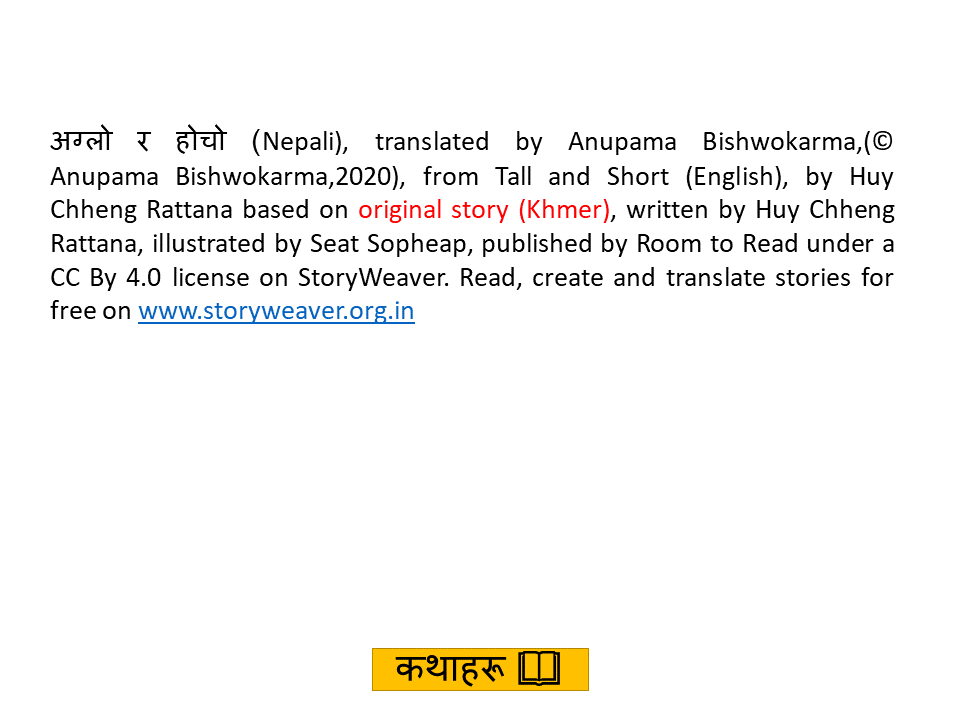 अग्लो र होचो (Nepali), translated by Anupama Bishwokarma,(©
Anupama Bishwokarma,2020), from Tall and Short (English), by Huy
Chheng Rattana based on original story (Khmer), written by Huy Chheng
Rattana, illustrated by Seat Sopheap, published by Room to Read under a
CC By 4.0 license on StoryWeaver. Read, create and translate stories for
free on www.storyweaver.org.in
कथाहरू